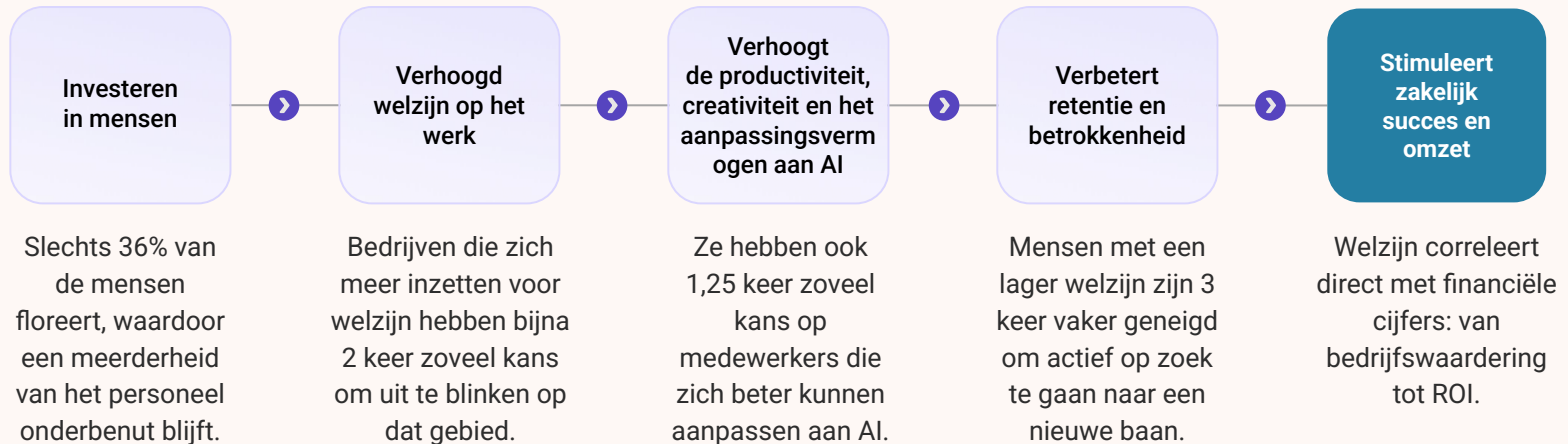 Investeren
in mensen
Verhoogd
welzijn op het
werk
Verhoogt
de productiviteit,
creativiteit en het
aanpassingsverm
ogen aan AI
Verbetert
retentie en
betrokkenheid
Stimuleert
zakelijk
succes en
omzet
Slechts 36% van
de mensen
floreert, waardoor
een meerderheid
van het personeel
onderbenut blijft.
Bedrijven die zich
meer inzetten voor
welzijn hebben bijna
2 keer zoveel kans
om uit te blinken op
dat gebied.
Ze hebben ook
1,25 keer zoveel
kans op
medewerkers die
zich beter kunnen
aanpassen aan AI.
Mensen met een
lager welzijn zijn 3
keer vaker geneigd
om actief op zoek
te gaan naar een
nieuwe baan.
Welzijn correleert
direct met financiële
cijfers: van
bedrijfswaardering
tot ROI.